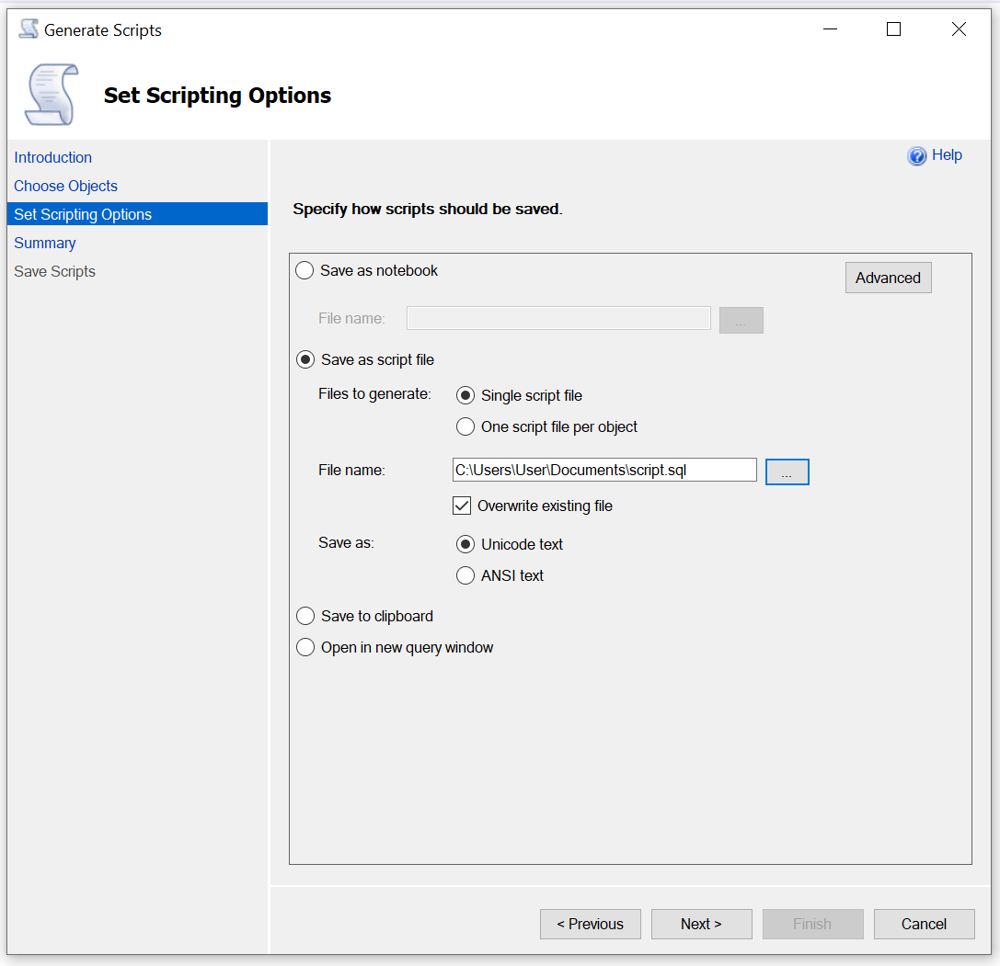 Generate Scripts
Set Scripting Options
Introduction
Choose Objects
Set Scripting Options
Summary
Save Scripts
Help
Specify how scripts should be saved.
Save as notebook
Advanced
File name:
...
Save as script file
Files to generate:
Single script file
One script file per object
File name:
C:\Users\User\Documents\script.sql
...
Overwrite existing file
Save as:
Unicode text
ANSI text
Save to clipboard
Open in new query window
< Previous
Next >
Finish
Cancel